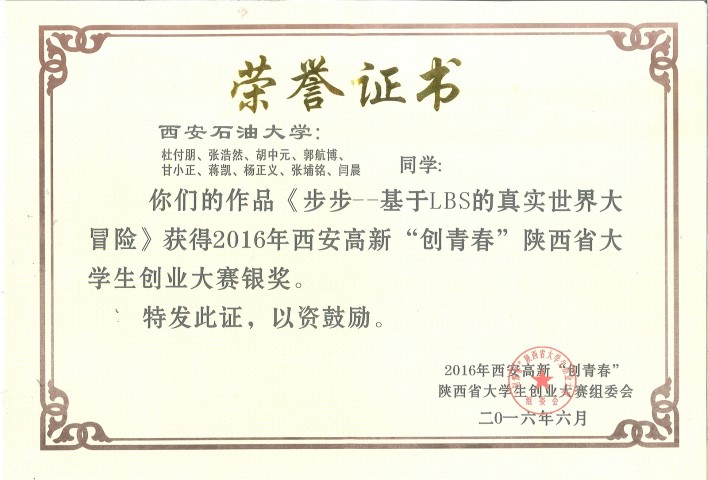 荣誉证书
西安石油大学：
杜付朋、张浩然、胡中元、郭航博、
甘小正、蒋凯、杨正义、张埔铭、闫晨
同学：
你们的作品《步步--基于LBS的真实世界大
冒险》获得2016年西安高新“创青春”陕西省大
学生创业大赛银奖。
特发此证，以资鼓励。
2016年西安高新“创青春”
陕西省大学生创业大赛组委会
二0一六年六月
组委会